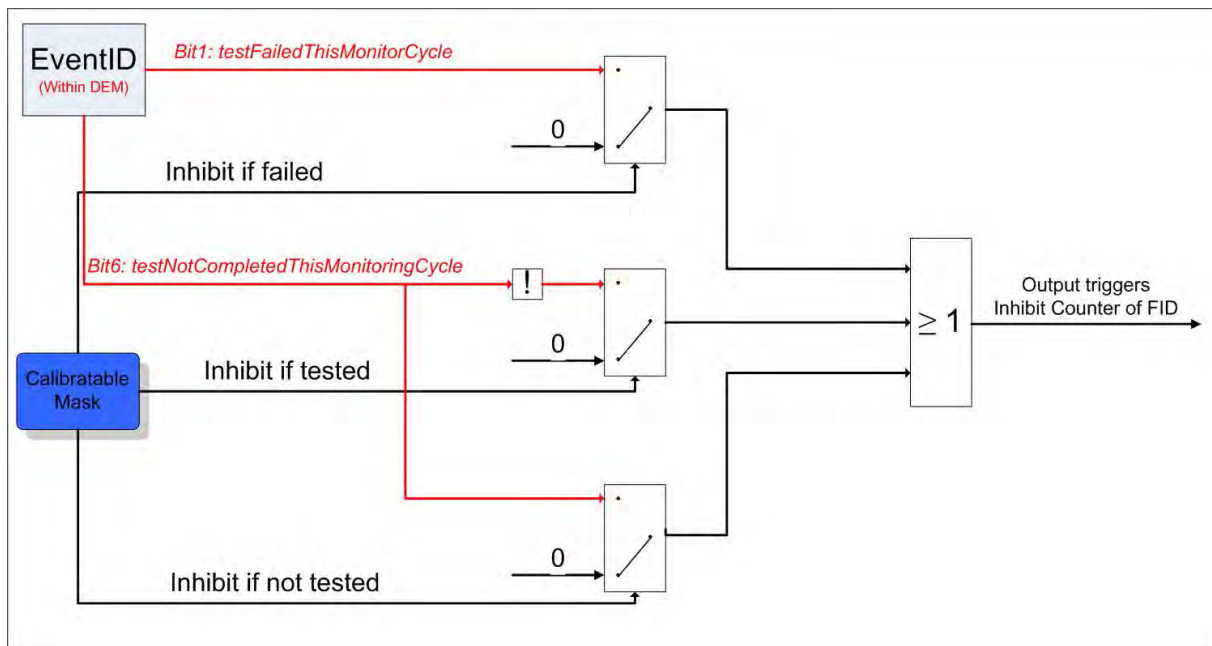 EventID
(Within DEM)
Bit1: testFailedThisMonitorCycle
0
Inhibit if failed
Bit6: testNotCompletedThisMonitoringCycle
!
0
Inhibit if tested
Calibratable
Mask
≥ 1
Output triggers
Inhibit Counter of FID
0
Inhibit if not tested